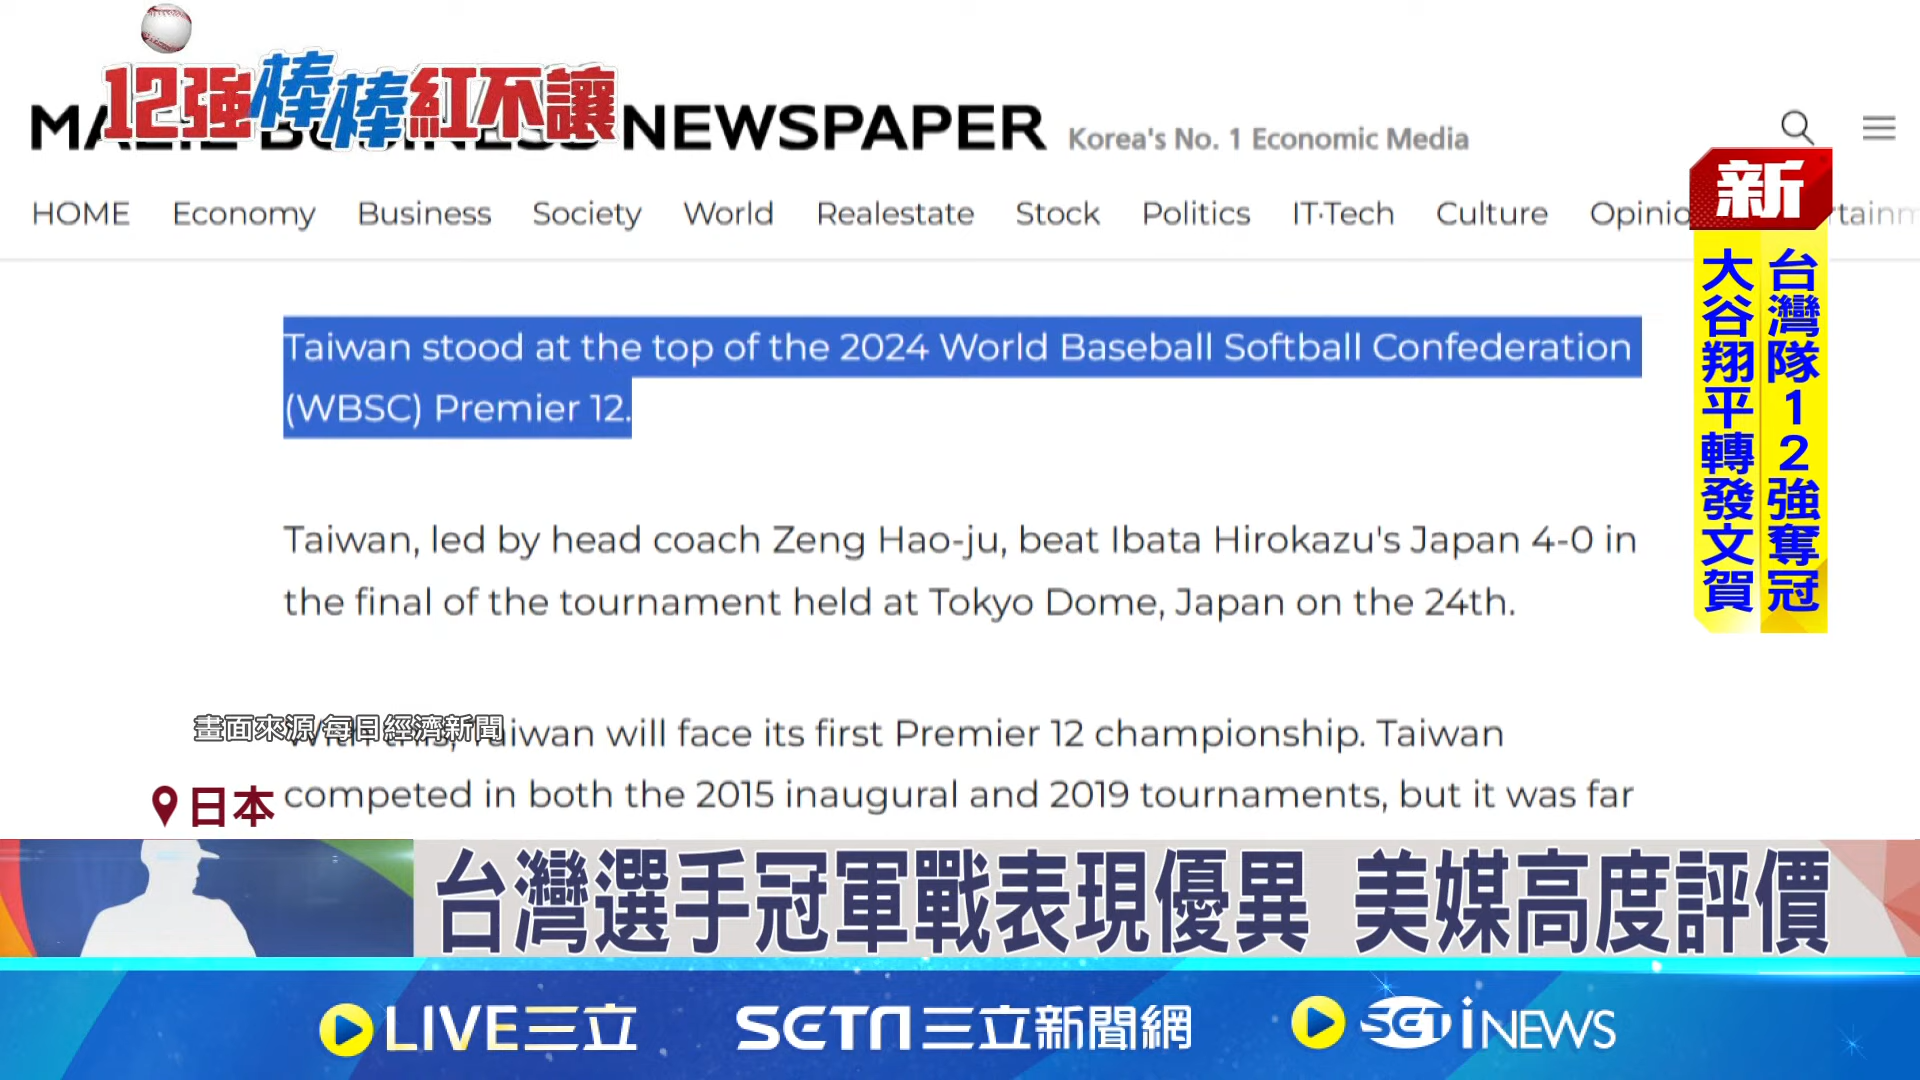 12強棒棒紅不讓
NEWSPAPER Korea's No. 1 Economic Media
HOME Economy Business Society World Realestate Stock Politics IT·Tech Culture
新
台灣隊12強奪冠
大谷翔平轉發文賀
Taiwan stood at the top of the 2024 World Baseball Softball Confederation
(WBSC) Premier 12.
Taiwan, led by head coach Zeng Hao-ju, beat Ibata Hirokazu's Japan 4-0 in
the final of the tournament held at Tokyo Dome, Japan on the 24th.
畫面來源 每日經濟新聞
Taiwan will face its first Premier 12 championship. Taiwan
日本
competed in both the 2015 inaugural and 2019 tournaments, but it was far
台灣選手冠軍戰表現優異 美媒高度評價
LIVE三立 SETN三立新聞網 SET iNEWS